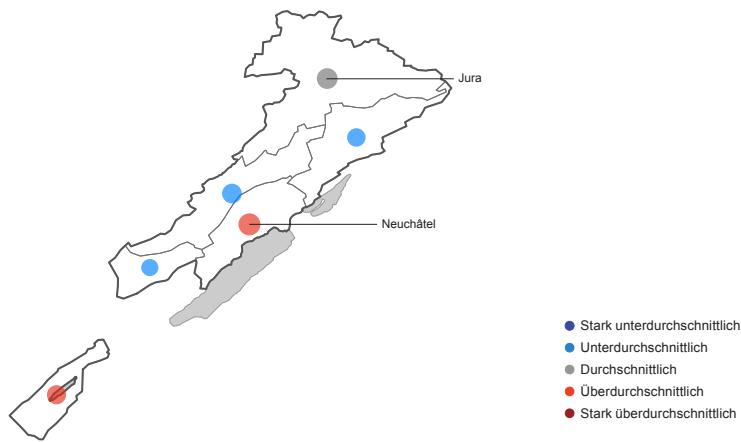 Jura
Neuchâtel
Stark unterdurchschnittlich
Unterdurchschnittlich
Durchschnittlich
Überdurchschnittlich
Stark überdurchschnittlich